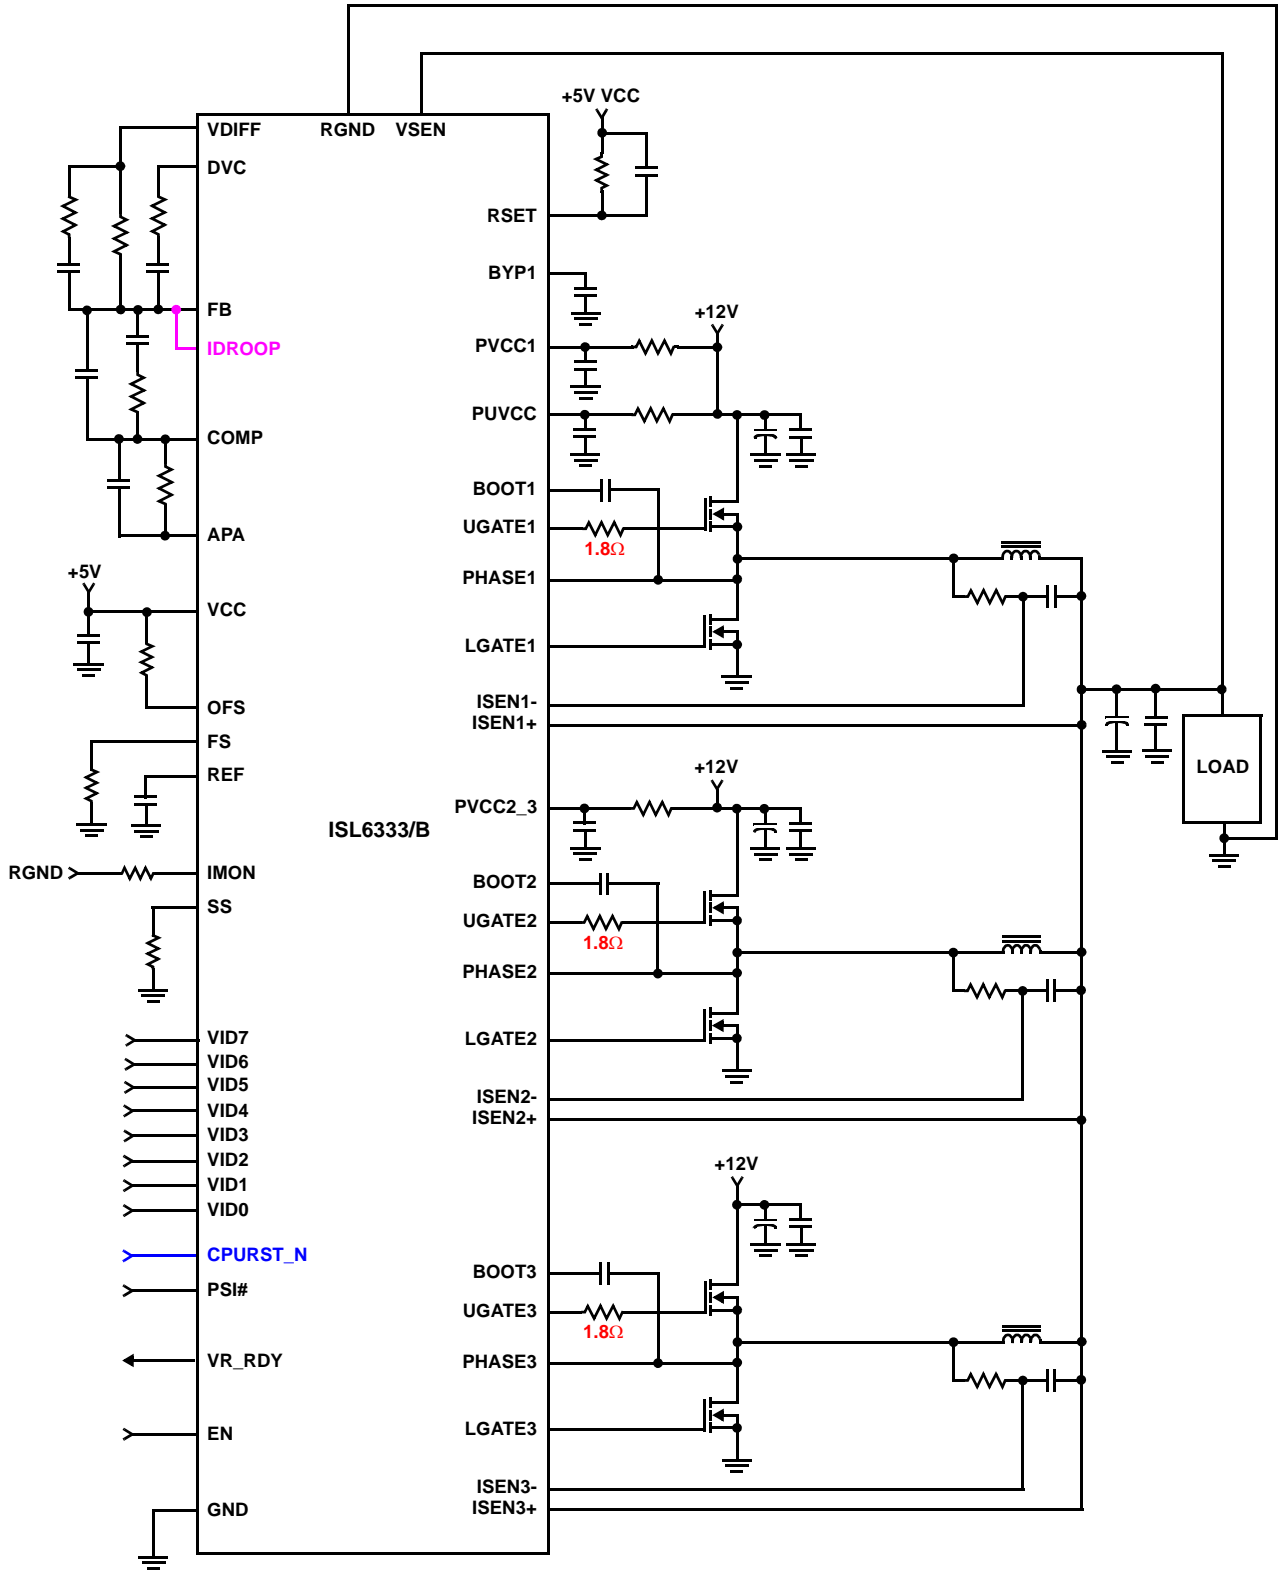 +5V VCC
VDIFF
RGND
VSEN
DVC
RSET
BYP1
FB
+12V
IDROOP
PVCC1
PUVCC
COMP
BOOT1
UGATE1
1.8Ω
APA
+5V
PHASE1
VCC
LGATE1
ISEN1-
OFS
ISEN1+
FS
REF
+12V
LOAD
PVCC2_3
ISL6333/B
RGND
IMON
BOOT2
SS
UGATE2
1.8Ω
PHASE2
VID7
LGATE2
VID6
VID5
ISEN2-
VID4
ISEN2+
VID3
VID2
+12V
VID1
VID0
CPURST_N
BOOT3
PSI#
UGATE3
1.8Ω
VR_RDY
PHASE3
LGATE3
EN
ISEN3-
GND
ISEN3+